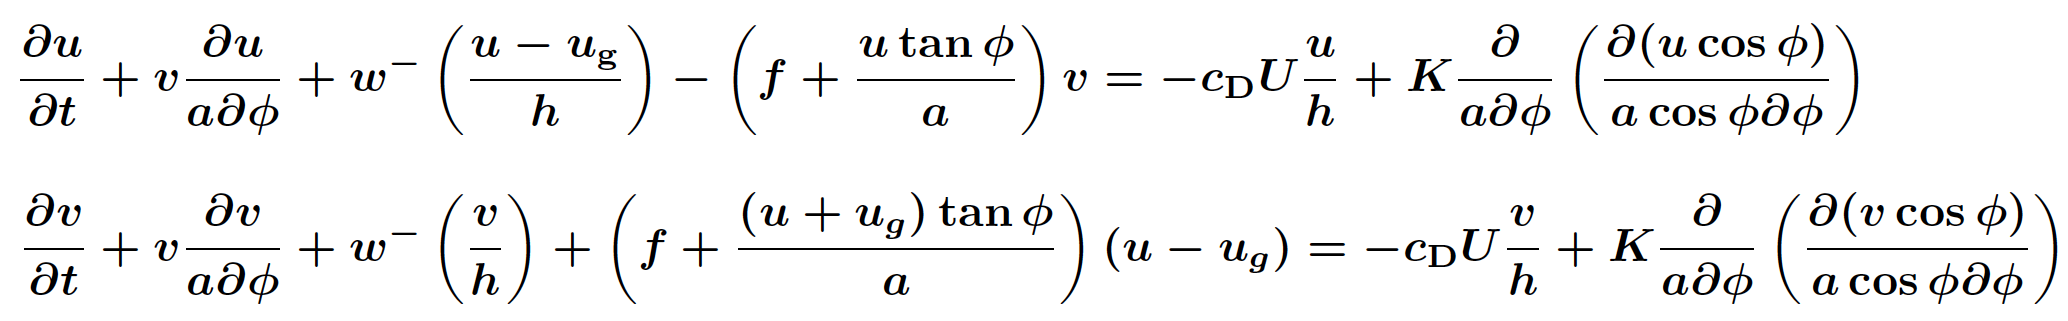 ∂u/∂t + v ∂u/(a∂ϕ) + w⁻ ((u − u_g)/h) − (f + (u tan ϕ)/a) v = −c_D U u/h + K ∂/(a∂ϕ) (∂(u cos ϕ)/(a cos ϕ∂ϕ))
∂v/∂t + v ∂v/(a∂ϕ) + w⁻ (v/h) + (f + ((u + u_g) tan ϕ)/a) (u − u_g) = −c_D U v/h + K ∂/(a∂ϕ) (∂(v cos ϕ)/(a cos ϕ∂ϕ))